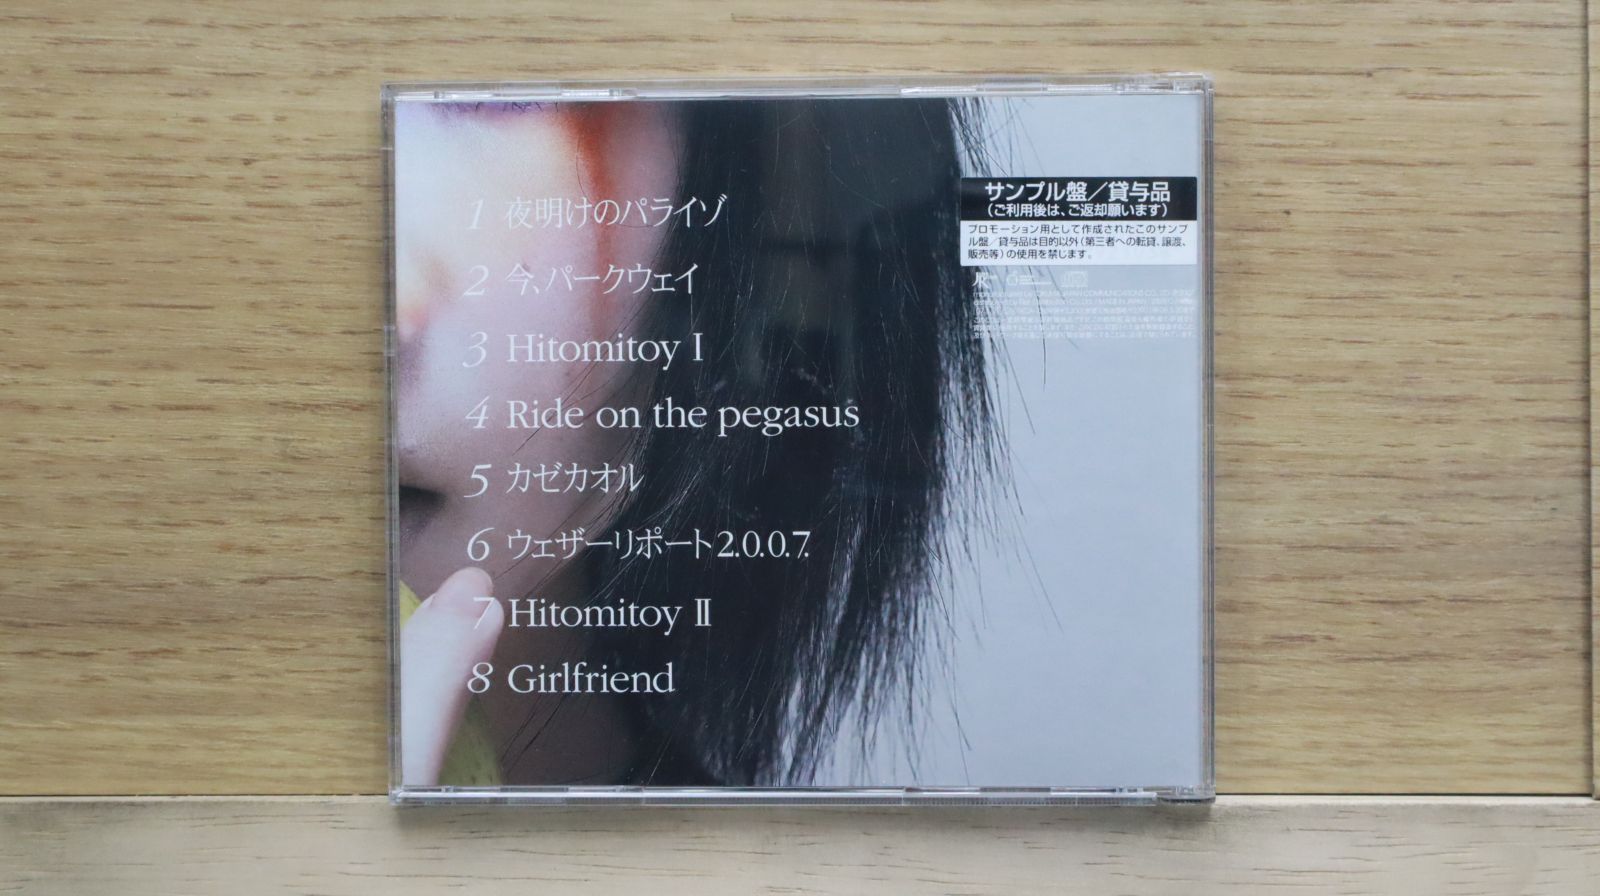 1 夜明けのパライゾ
2 今、パークウェイ
3 Hitomitoy I
4 Ride on the pegasus
5 カゼカオル
6 ウェザーリポート2.0.0.7.
7 Hitomitoy II
8 Girlfriend
サンプル盤／貸与品
(ご利用後は、ご返却願います)
プロモーション用として作成されたこのサンプ
ル盤／貸与品は目的以外(第三者への転貸、譲渡、
販売等)の使用を禁じます。